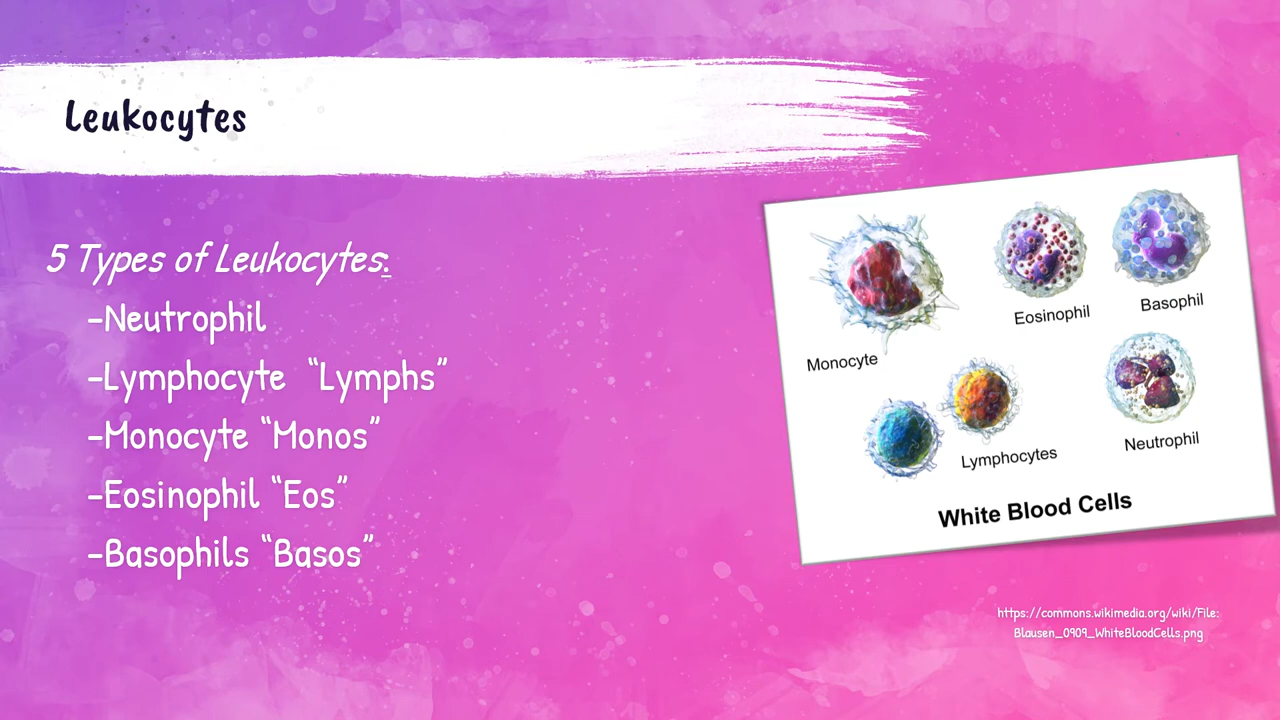 Leukocytes
5 Types of Leukocytes:
-Neutrophil
-Lymphocyte “Lymphs”
-Monocyte “Monos”
-Eosinophil “Eos”
-Basophils “Basos”
Monocyte
Eosinophil
Basophil
Lymphocytes
Neutrophil
White Blood Cells
https://commons.wikimedia.org/wiki/File:
Blausen_0909_WhiteBloodCells.png